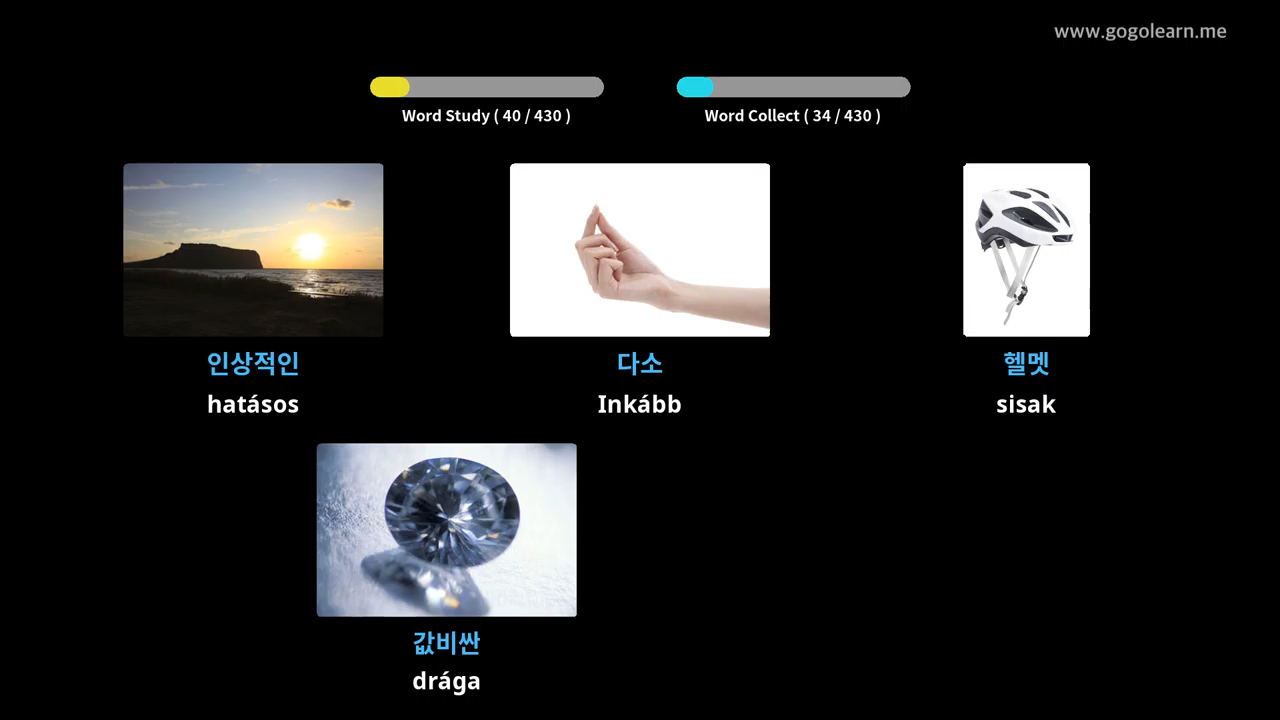 www.gogolearn.me
Word Study ( 40 / 430 )
Word Collect ( 34 / 430 )
인상적인
hatásos
다소
Inkább
헬멧
sisak
값비싼
drága